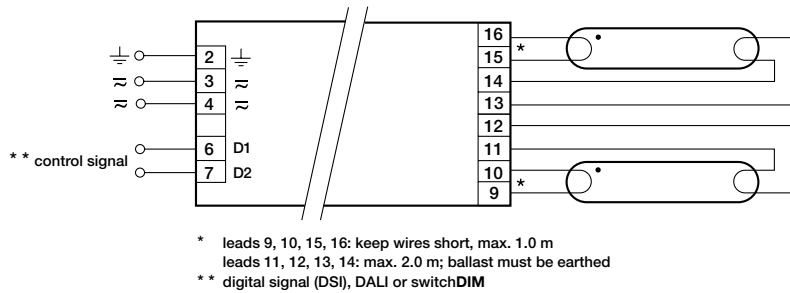 16
15 *
14
13
12
11
10
9 *
2
3
4
6 D1
7 D2
* * control signal
* leads 9, 10, 15, 16: keep wires short, max. 1.0 m
leads 11, 12, 13, 14: max. 2.0 m; ballast must be earthed
* * digital signal (DSI), DALI or switchDIM